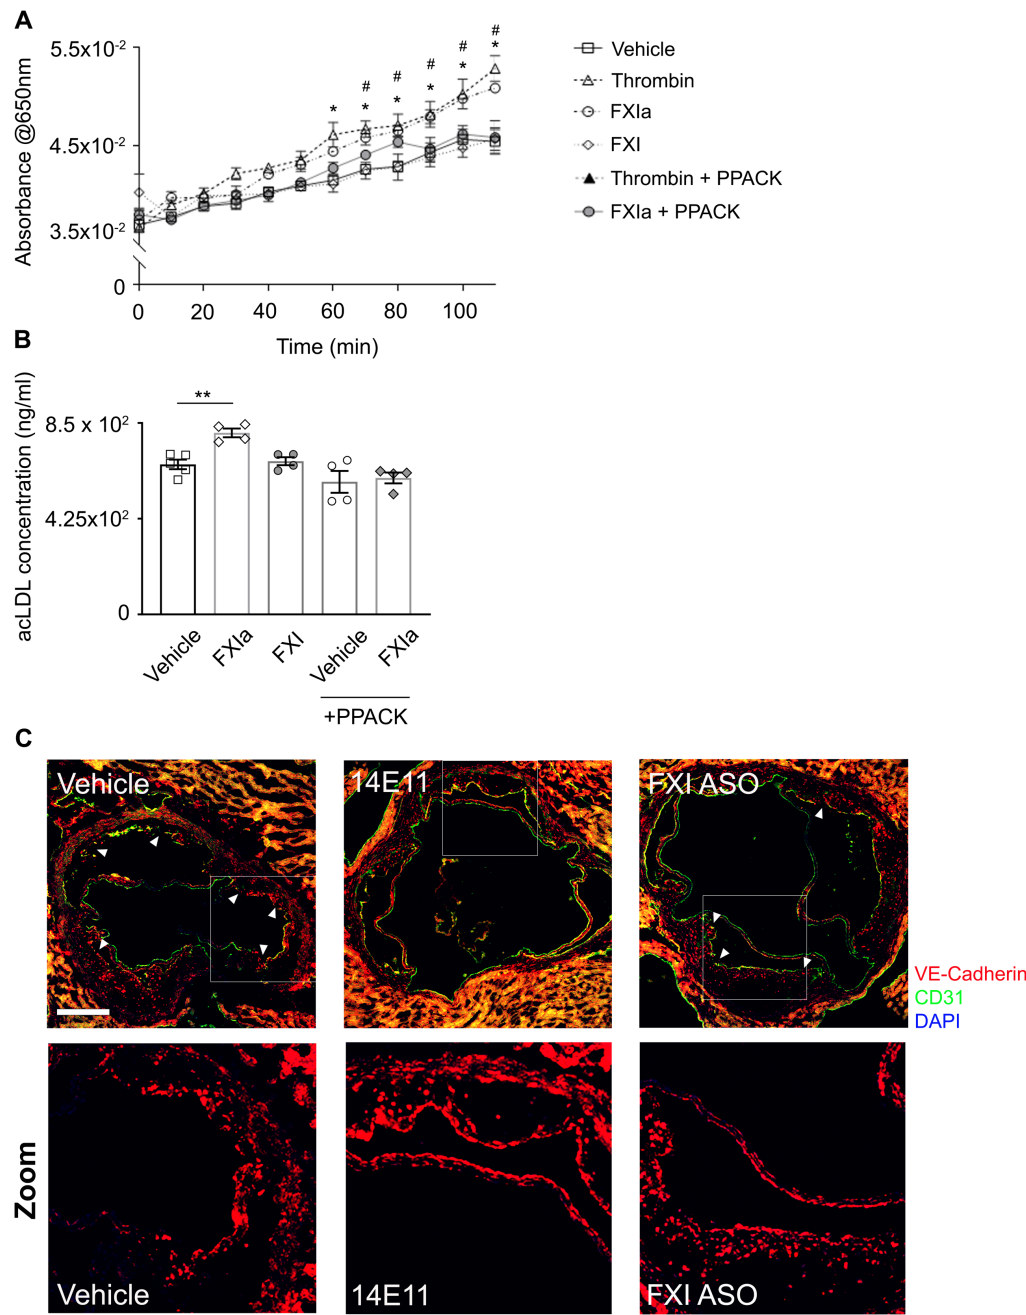 A
Absorbance @650nm
5.5x10-2
4.5x10-2
3.5x10-2
0
0 20 40 60 80 100
Time (min)
* # * # * # * # * # *
Vehicle
Thrombin
FXIa
FXI
Thrombin + PPACK
FXIa + PPACK
B
acLDL concentration (ng/ml)
8.5 x 10²
4.25x10²
0
**
Vehicle FXIa FXI Vehicle FXIa
+PPACK
C
Vehicle 14E11 FXI ASO
VE-Cadherin
CD31
DAPI
Zoom
Vehicle 14E11 FXI ASO